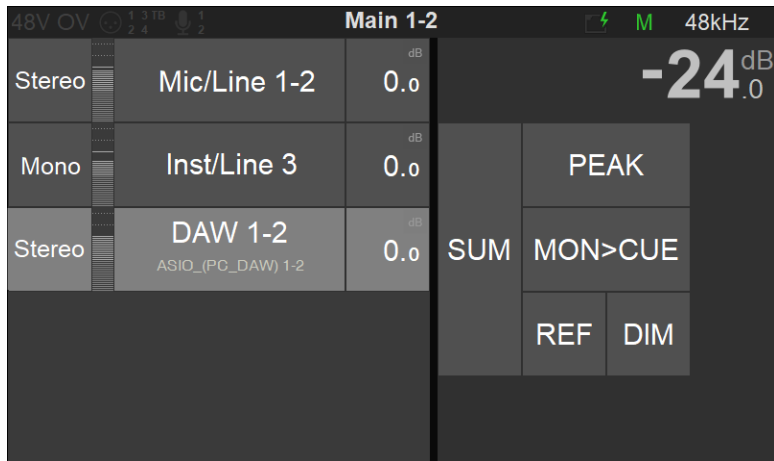 48V OV 1 3 TB 1 Main 1-2 M 48kHz
2 4 2
-24.0 dB
Stereo Mic/Line 1-2 dB 0.0
Mono Inst/Line 3 dB 0.0
Stereo DAW 1-2 dB 0.0
ASIO_(PC_DAW) 1-2
PEAK
SUM MON>CUE
REF DIM